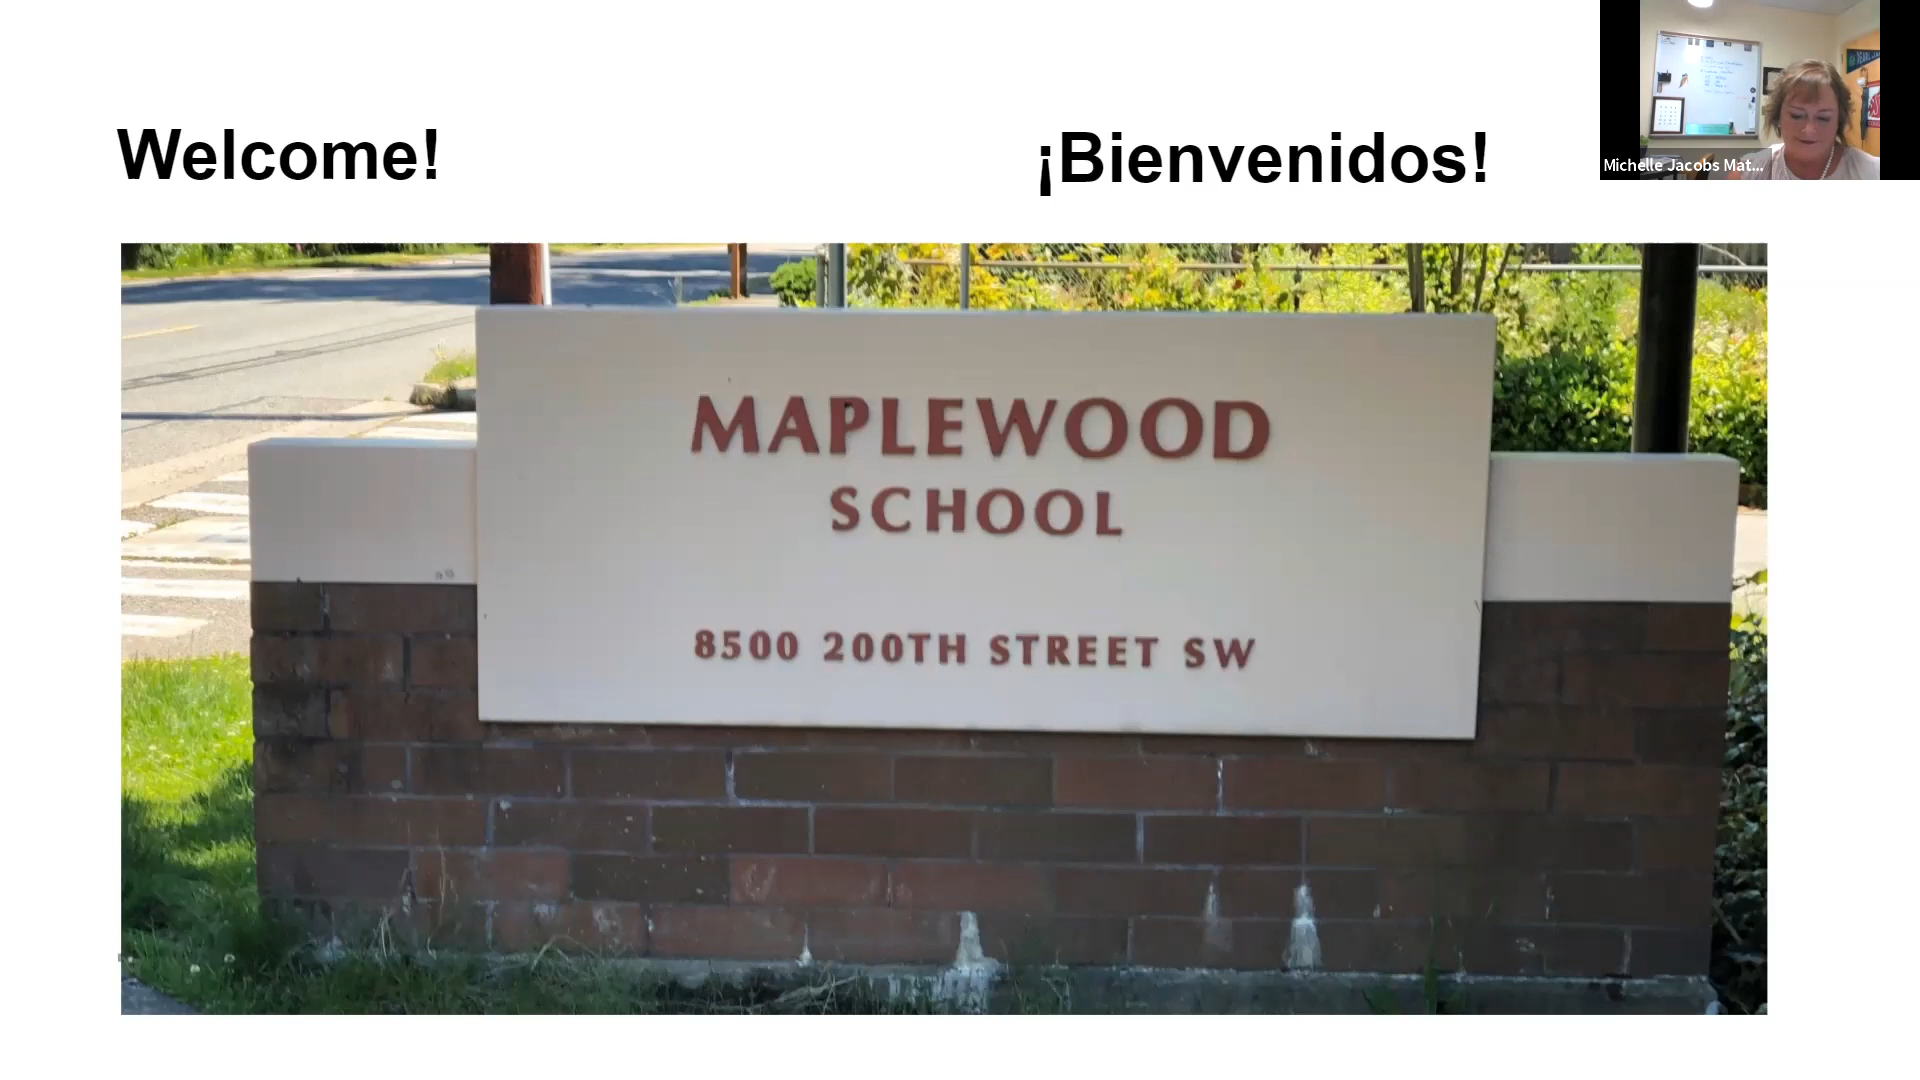 Welcome!
¡Bienvenidos!
Michelle Jacobs Mat...
MAPLEWOOD
SCHOOL
8500 200TH STREET SW